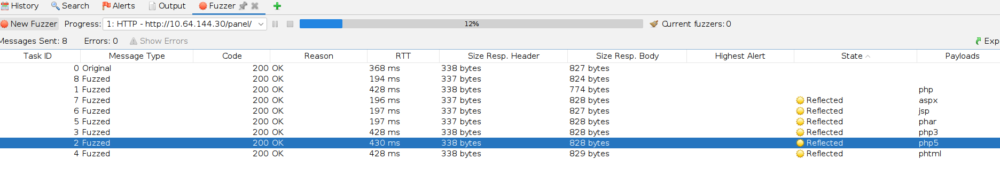 History Search Alerts Output Fuzzer
New Fuzzer Progress: 1: HTTP - http://10.64.144.30/panel/ 12% Current fuzzers: 0
Messages Sent: 8 Errors: 0 Show Errors Exp
Task ID Message Type Code Reason RTT Size Resp. Header Size Resp. Body Highest Alert State Payloads
0 Original 200 OK 368 ms 338 bytes 827 bytes
8 Fuzzed 200 OK 194 ms 337 bytes 824 bytes
1 Fuzzed 200 OK 428 ms 338 bytes 774 bytes php
7 Fuzzed 200 OK 196 ms 337 bytes 828 bytes Reflected aspx
6 Fuzzed 200 OK 197 ms 337 bytes 827 bytes Reflected jsp
5 Fuzzed 200 OK 197 ms 337 bytes 828 bytes Reflected phar
3 Fuzzed 200 OK 428 ms 338 bytes 828 bytes Reflected php3
2 Fuzzed 200 OK 430 ms 338 bytes 828 bytes Reflected php5
4 Fuzzed 200 OK 428 ms 338 bytes 829 bytes Reflected phtml